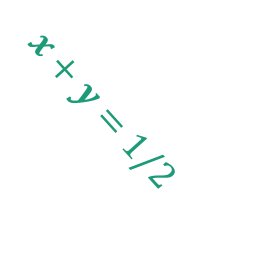 x + y = 1/2